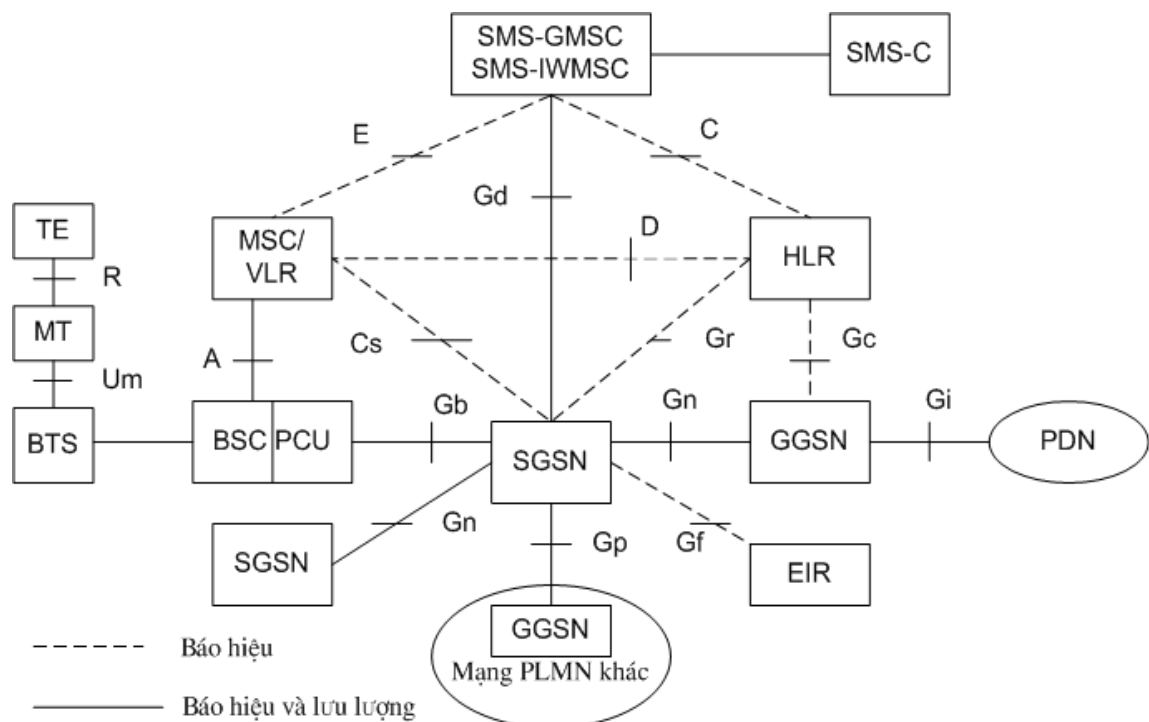 SMS-GMSC
SMS-IWMSC
SMS-C
E
C
Gd
D
TE
MSC/
VLR
HLR
R
MT
Cs
Gr
Gc
A
Um
Gb
Gn
Gi
BTS
BSC PCU
SGSN
GGSN
PDN
Gn
Gp
Gf
SGSN
EIR
GGSN
Mạng PLMN khác
Báo hiệu
Báo hiệu và lưu lượng